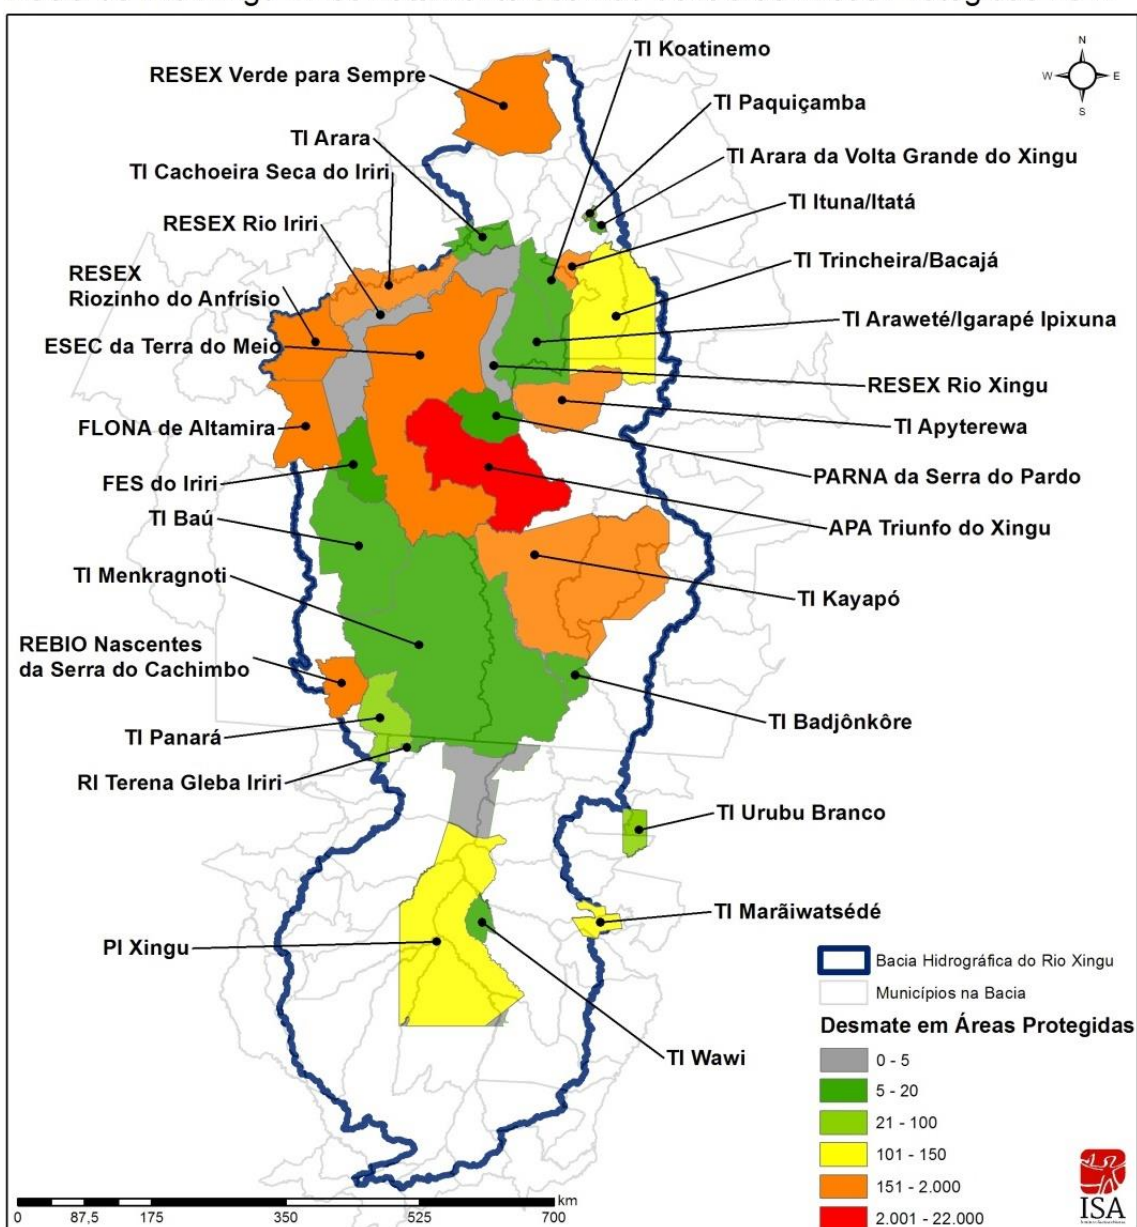 N
W E
S
TI Koatinemo
RESEX Verde para Sempre
TI Paquiçamba
TI Arara
TI Arara da Volta Grande do Xingu
TI Cachoeira Seca do Iriri
TI Ituna/Itatá
RESEX Rio Iriri
TI Trincheira/Bacajá
RESEX
Riozinho do Anfrísio
TI Araweté/Igarapé Ipixuna
ESEC da Terra do Meio
RESEX Rio Xingu
FLONA de Altamira
TI Apyterewa
PARNA da Serra do Pardo
FES do Iriri
TI Baú
APA Triunfo do Xingu
TI Menkragnoti
TI Kayapó
REBIO Nascentes
da Serra do Cachimbo
TI Badjônkôre
TI Panará
RI Terena Gleba Iriri
TI Urubu Branco
TI Marãiwatsédé
PI Xingu
TI Wawi
Bacia Hidrográfica do Rio Xingu
Municípios na Bacia
Desmate em Áreas Protegidas
0 - 5
5 - 20
21 - 100
101 - 150
151 - 2.000
2.001 - 22.000
km
0 87,5 175 350 525 700
ISA